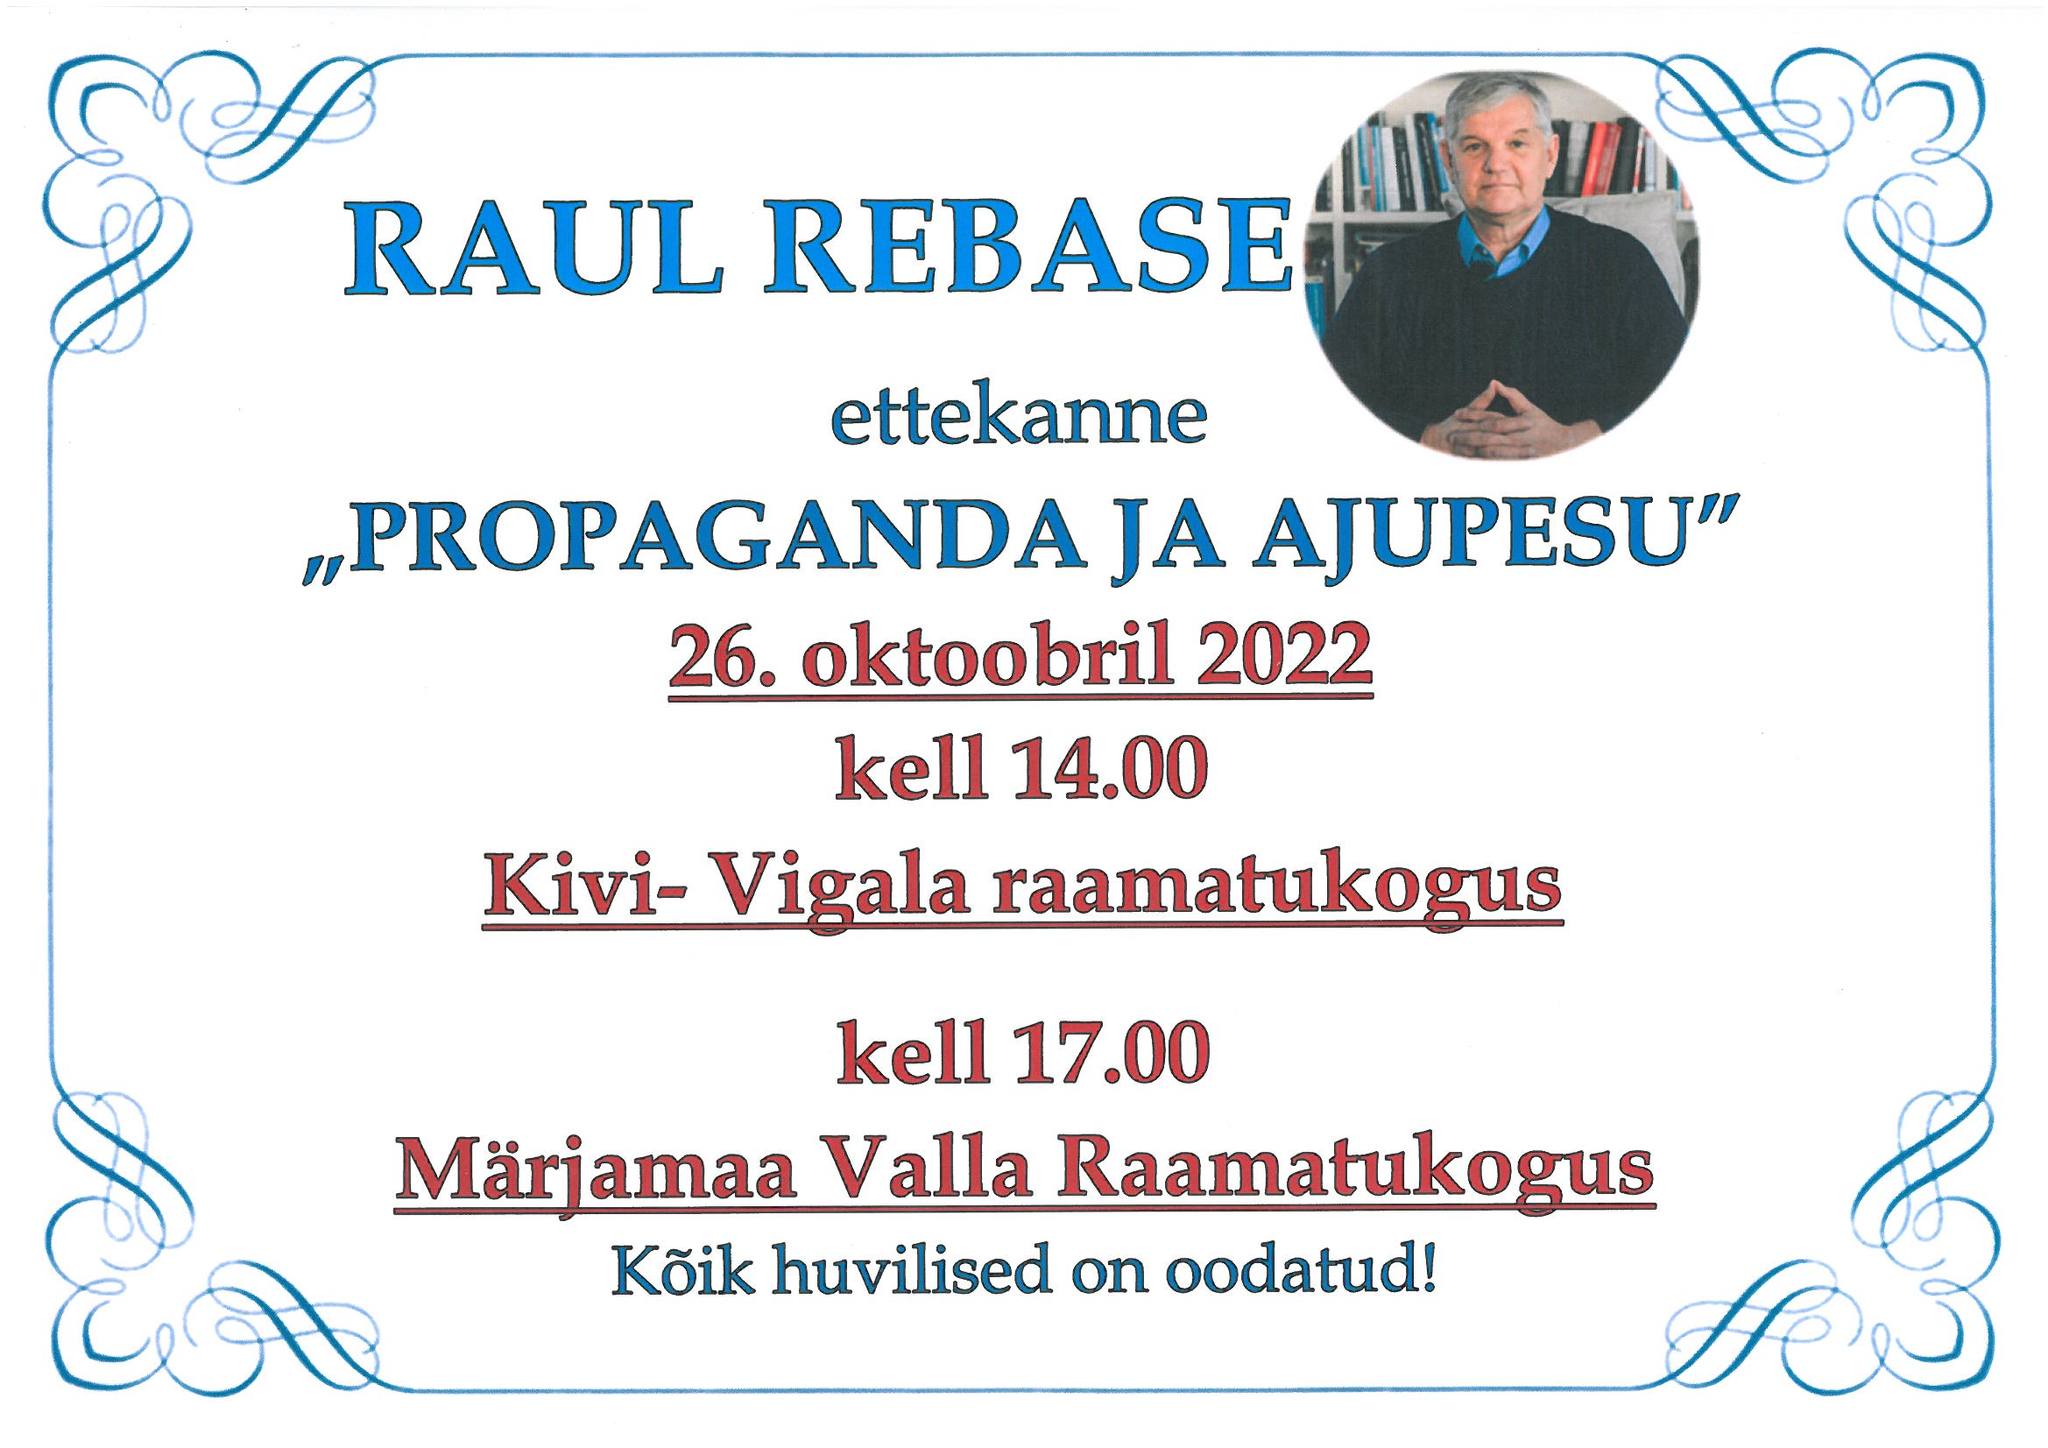 RAUL REBASE
ettekanne
„PROPAGANDA JA AJUPESU”
26. oktoobril 2022
kell 14.00
Kivi- Vigala raamatukogus
kell 17.00
Märjamaa Valla Raamatukogus
Kõik huvilised on oodatud!